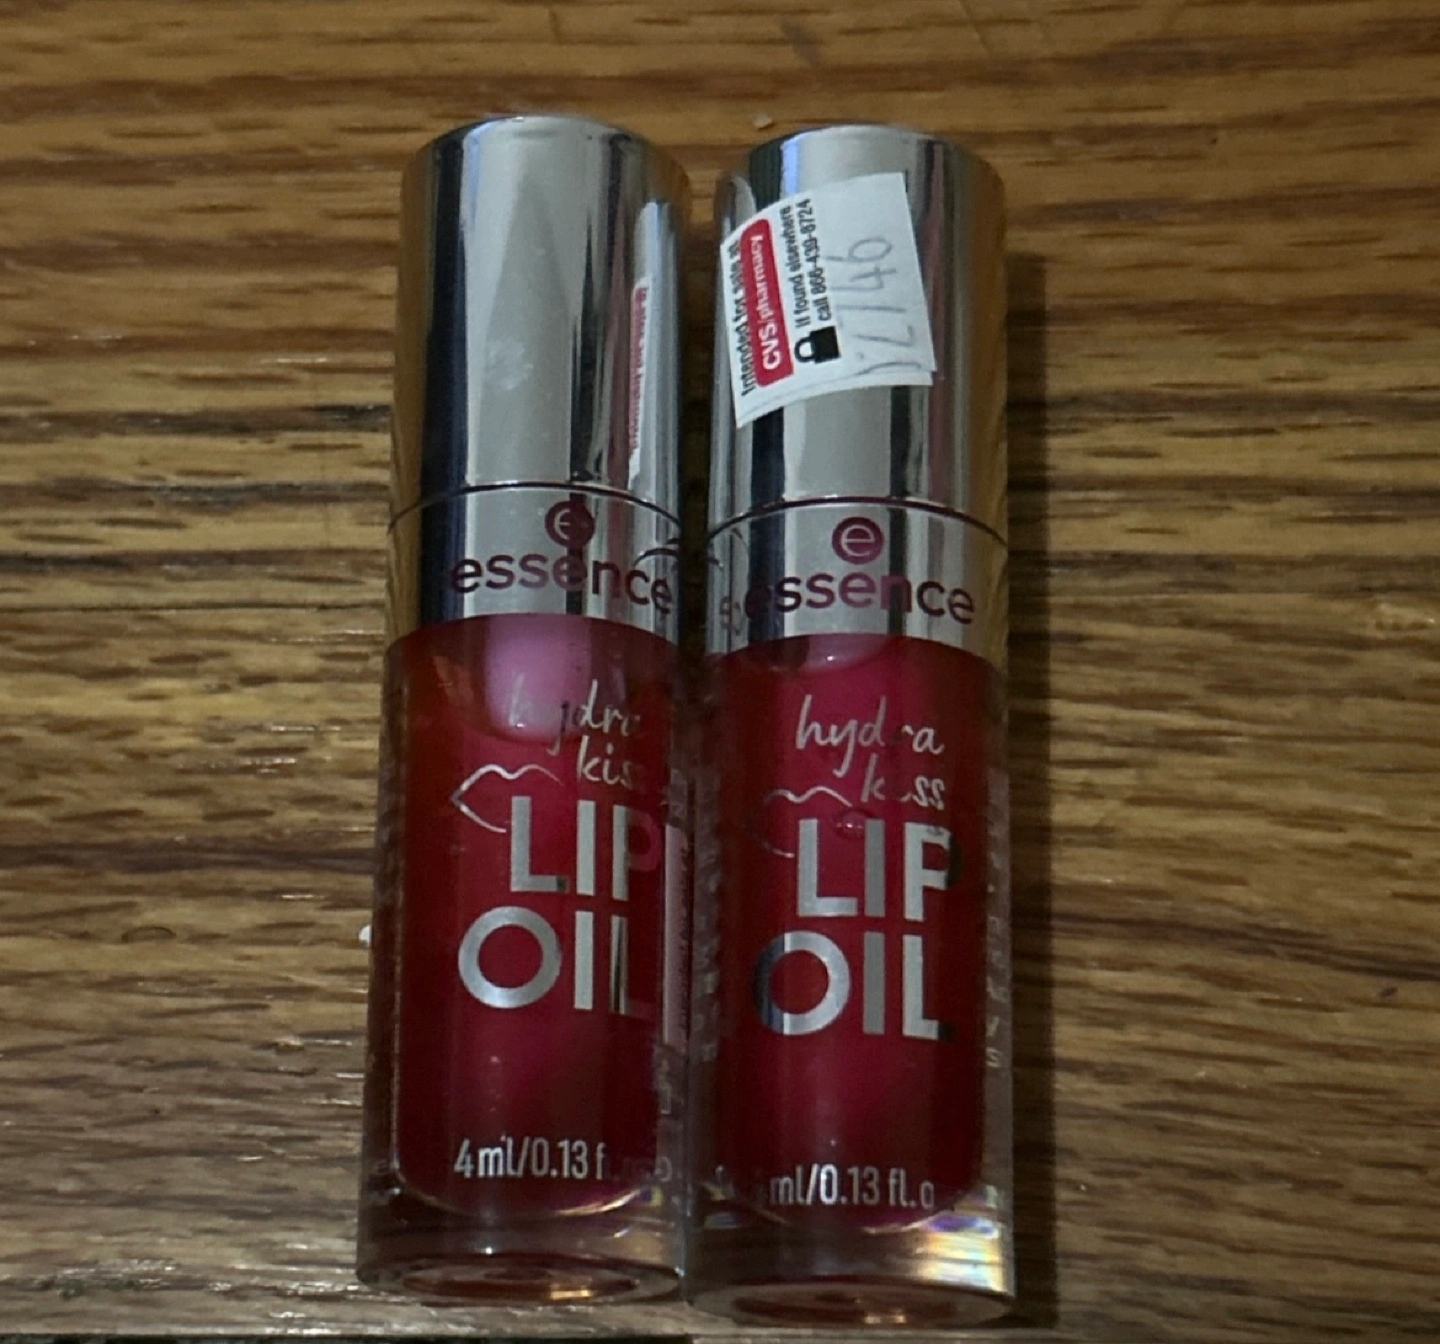 e
essence
hydra
kiss
LIP
OIL
4ml/0.13 fl.
Intended for sale at
CVS/pharmacy
If found elsewhere
call 866-439-8724
e
essence
hydra
kiss
LIP
OIL
ml/0.13 fl.o